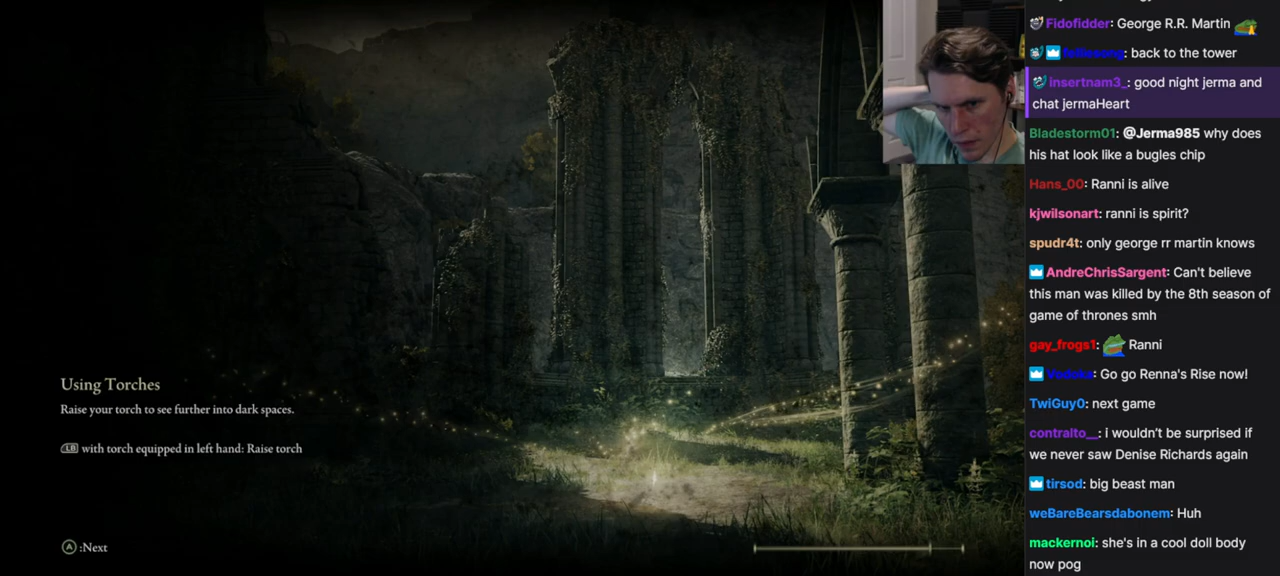 Fidofidder: George R.R. Martin
: back to the tower
insertnam3_: good night jerma and
chat jermaHeart
Bladestorm01: @Jerma985 why does
his hat look like a bugles chip
Hans_00: Ranni is alive
kjwilsonart: ranni is spirit?
spudr4t: only george rr martin knows
AndreChrisSargent: Can't believe
this man was killed by the 8th season of
game of thrones smh
gay_frogs1: Ranni
: Go go Renna's Rise now!
TwiGuy0: next game
contralto__: i wouldn't be surprised if
we never saw Denise Richards again
tirsod: big beast man
weBareBearsdabonem: Huh
mackernoi: she's in a cool doll body
now pog
Using Torches
Raise your torch to see further into dark spaces.
LB with torch equipped in left hand: Raise torch
A :Next